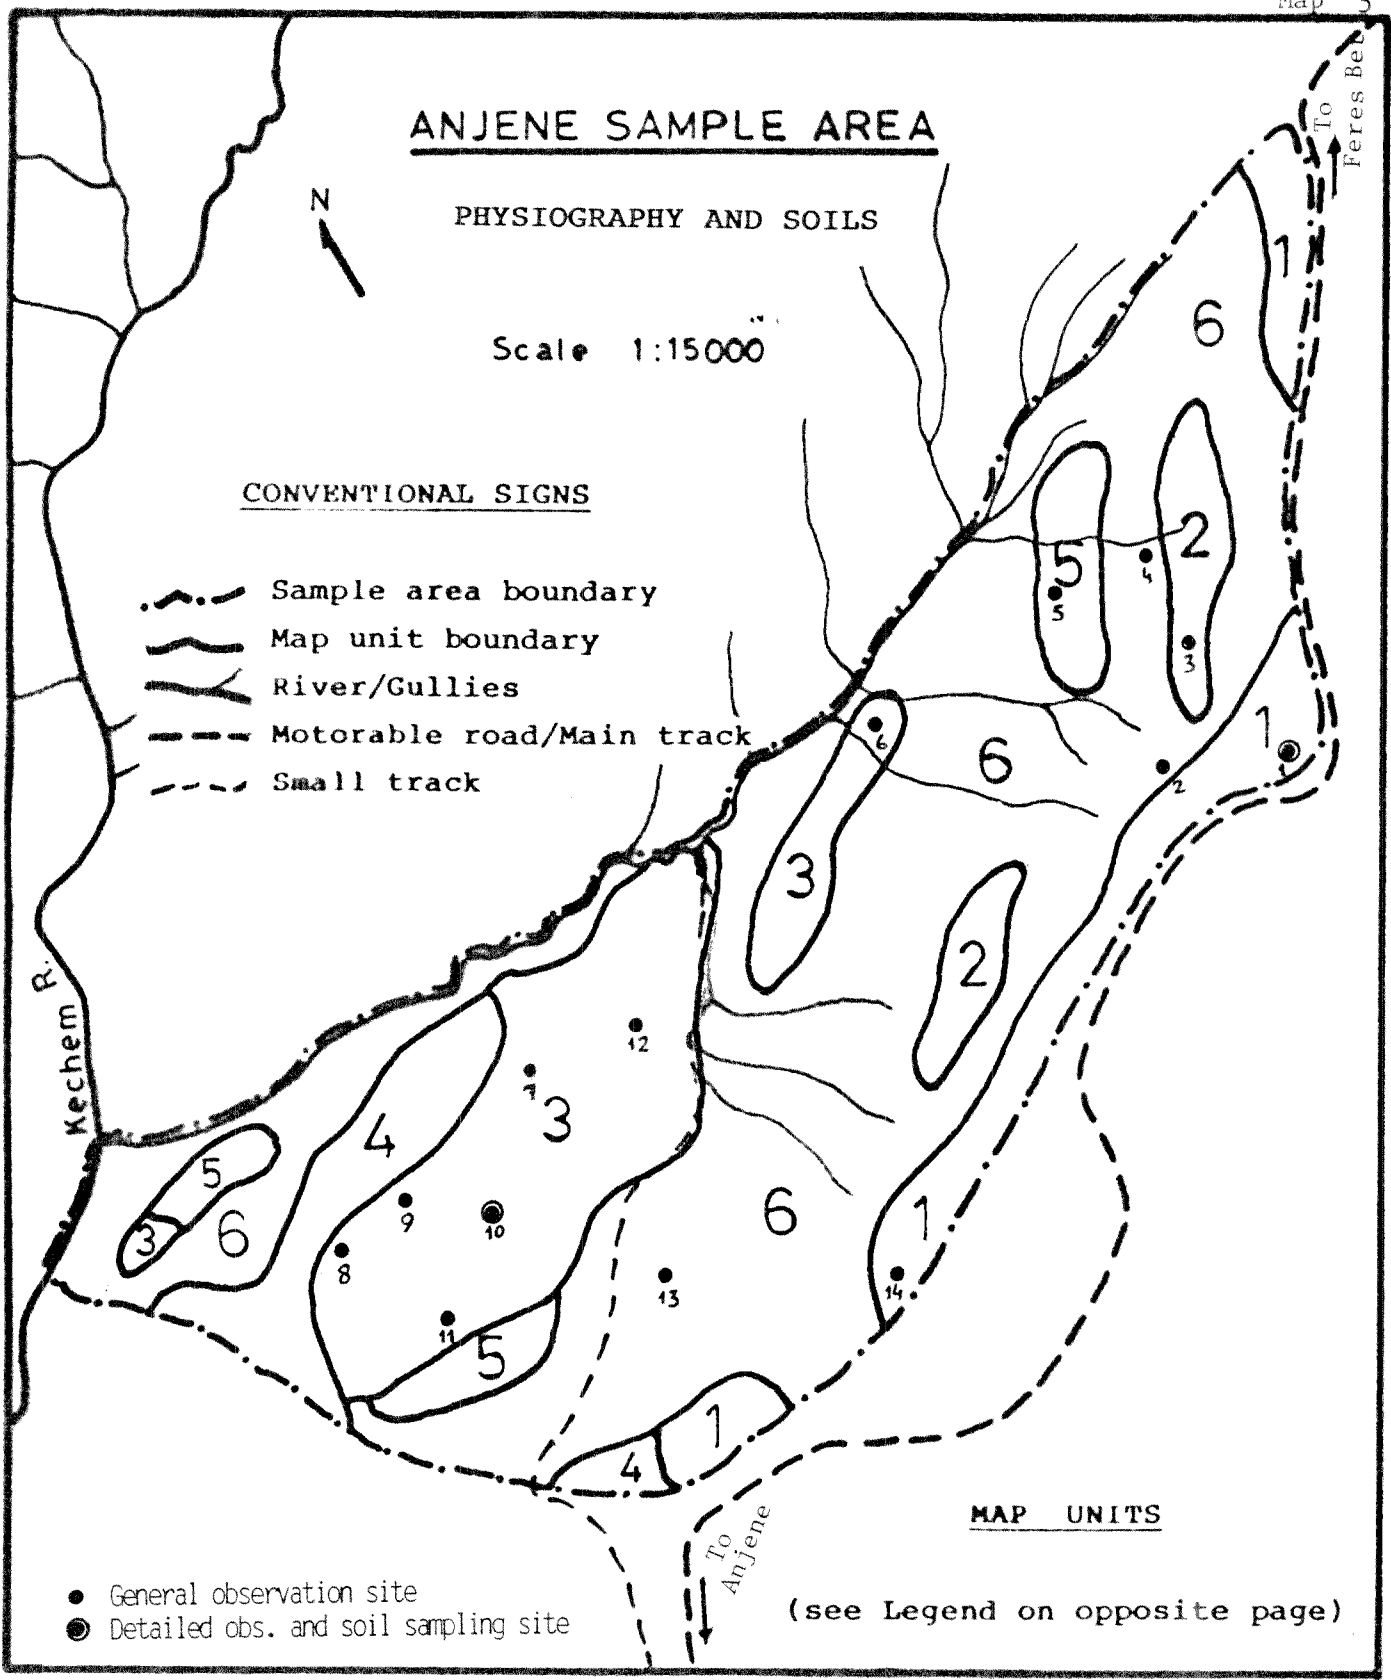 Map 5
To
Feres Bet
ANJENE SAMPLE AREA
PHYSIOGRAPHY AND SOILS
N
Scale 1:15000
CONVENTIONAL SIGNS
Sample area boundary
Map unit boundary
River/Gullies
Motorable road/Main track
Small track
1
6
2
5
4
5
3
1
6
6
2
1
3
2
Kechem R.
12
7
3
4
5
3
6
9
10
8
6
1
13
14
11
5
1
4
To
Anjene
MAP UNITS
(see Legend on opposite page)
General observation site
Detailed obs. and soil sampling site